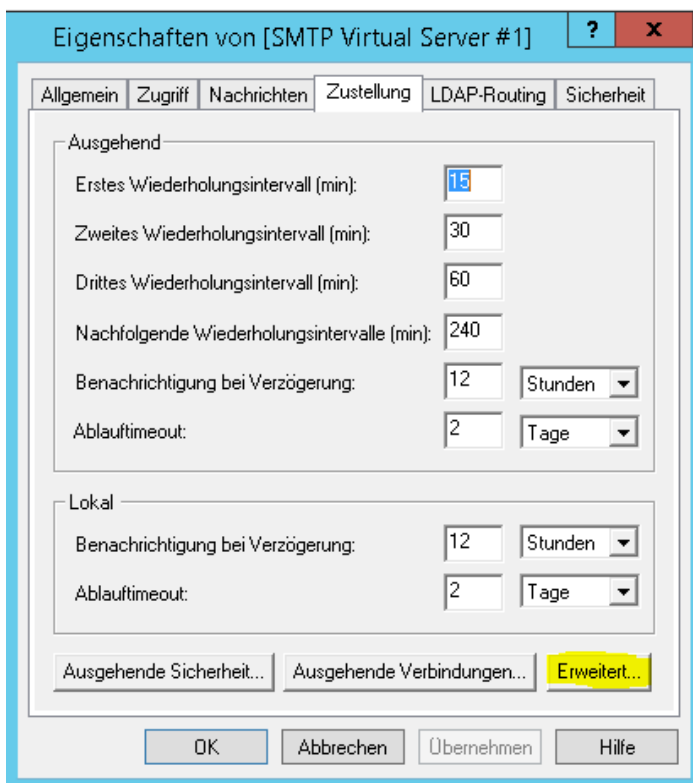 Eigenschaften von [SMTP Virtual Server #1] ? x
Allgemein Zugriff Nachrichten Zustellung LDAP-Routing Sicherheit
Ausgehend
Erstes Wiederholungsintervall (min): 15
Zweites Wiederholungsintervall (min): 30
Drittes Wiederholungsintervall (min): 60
Nachfolgende Wiederholungsintervalle (min): 240
Benachrichtigung bei Verzögerung: 12 Stunden
Ablauftimeout: 2 Tage
Lokal
Benachrichtigung bei Verzögerung: 12 Stunden
Ablauftimeout: 2 Tage
Ausgehende Sicherheit... Ausgehende Verbindungen... Erweitert...
OK Abbrechen Übernehmen Hilfe